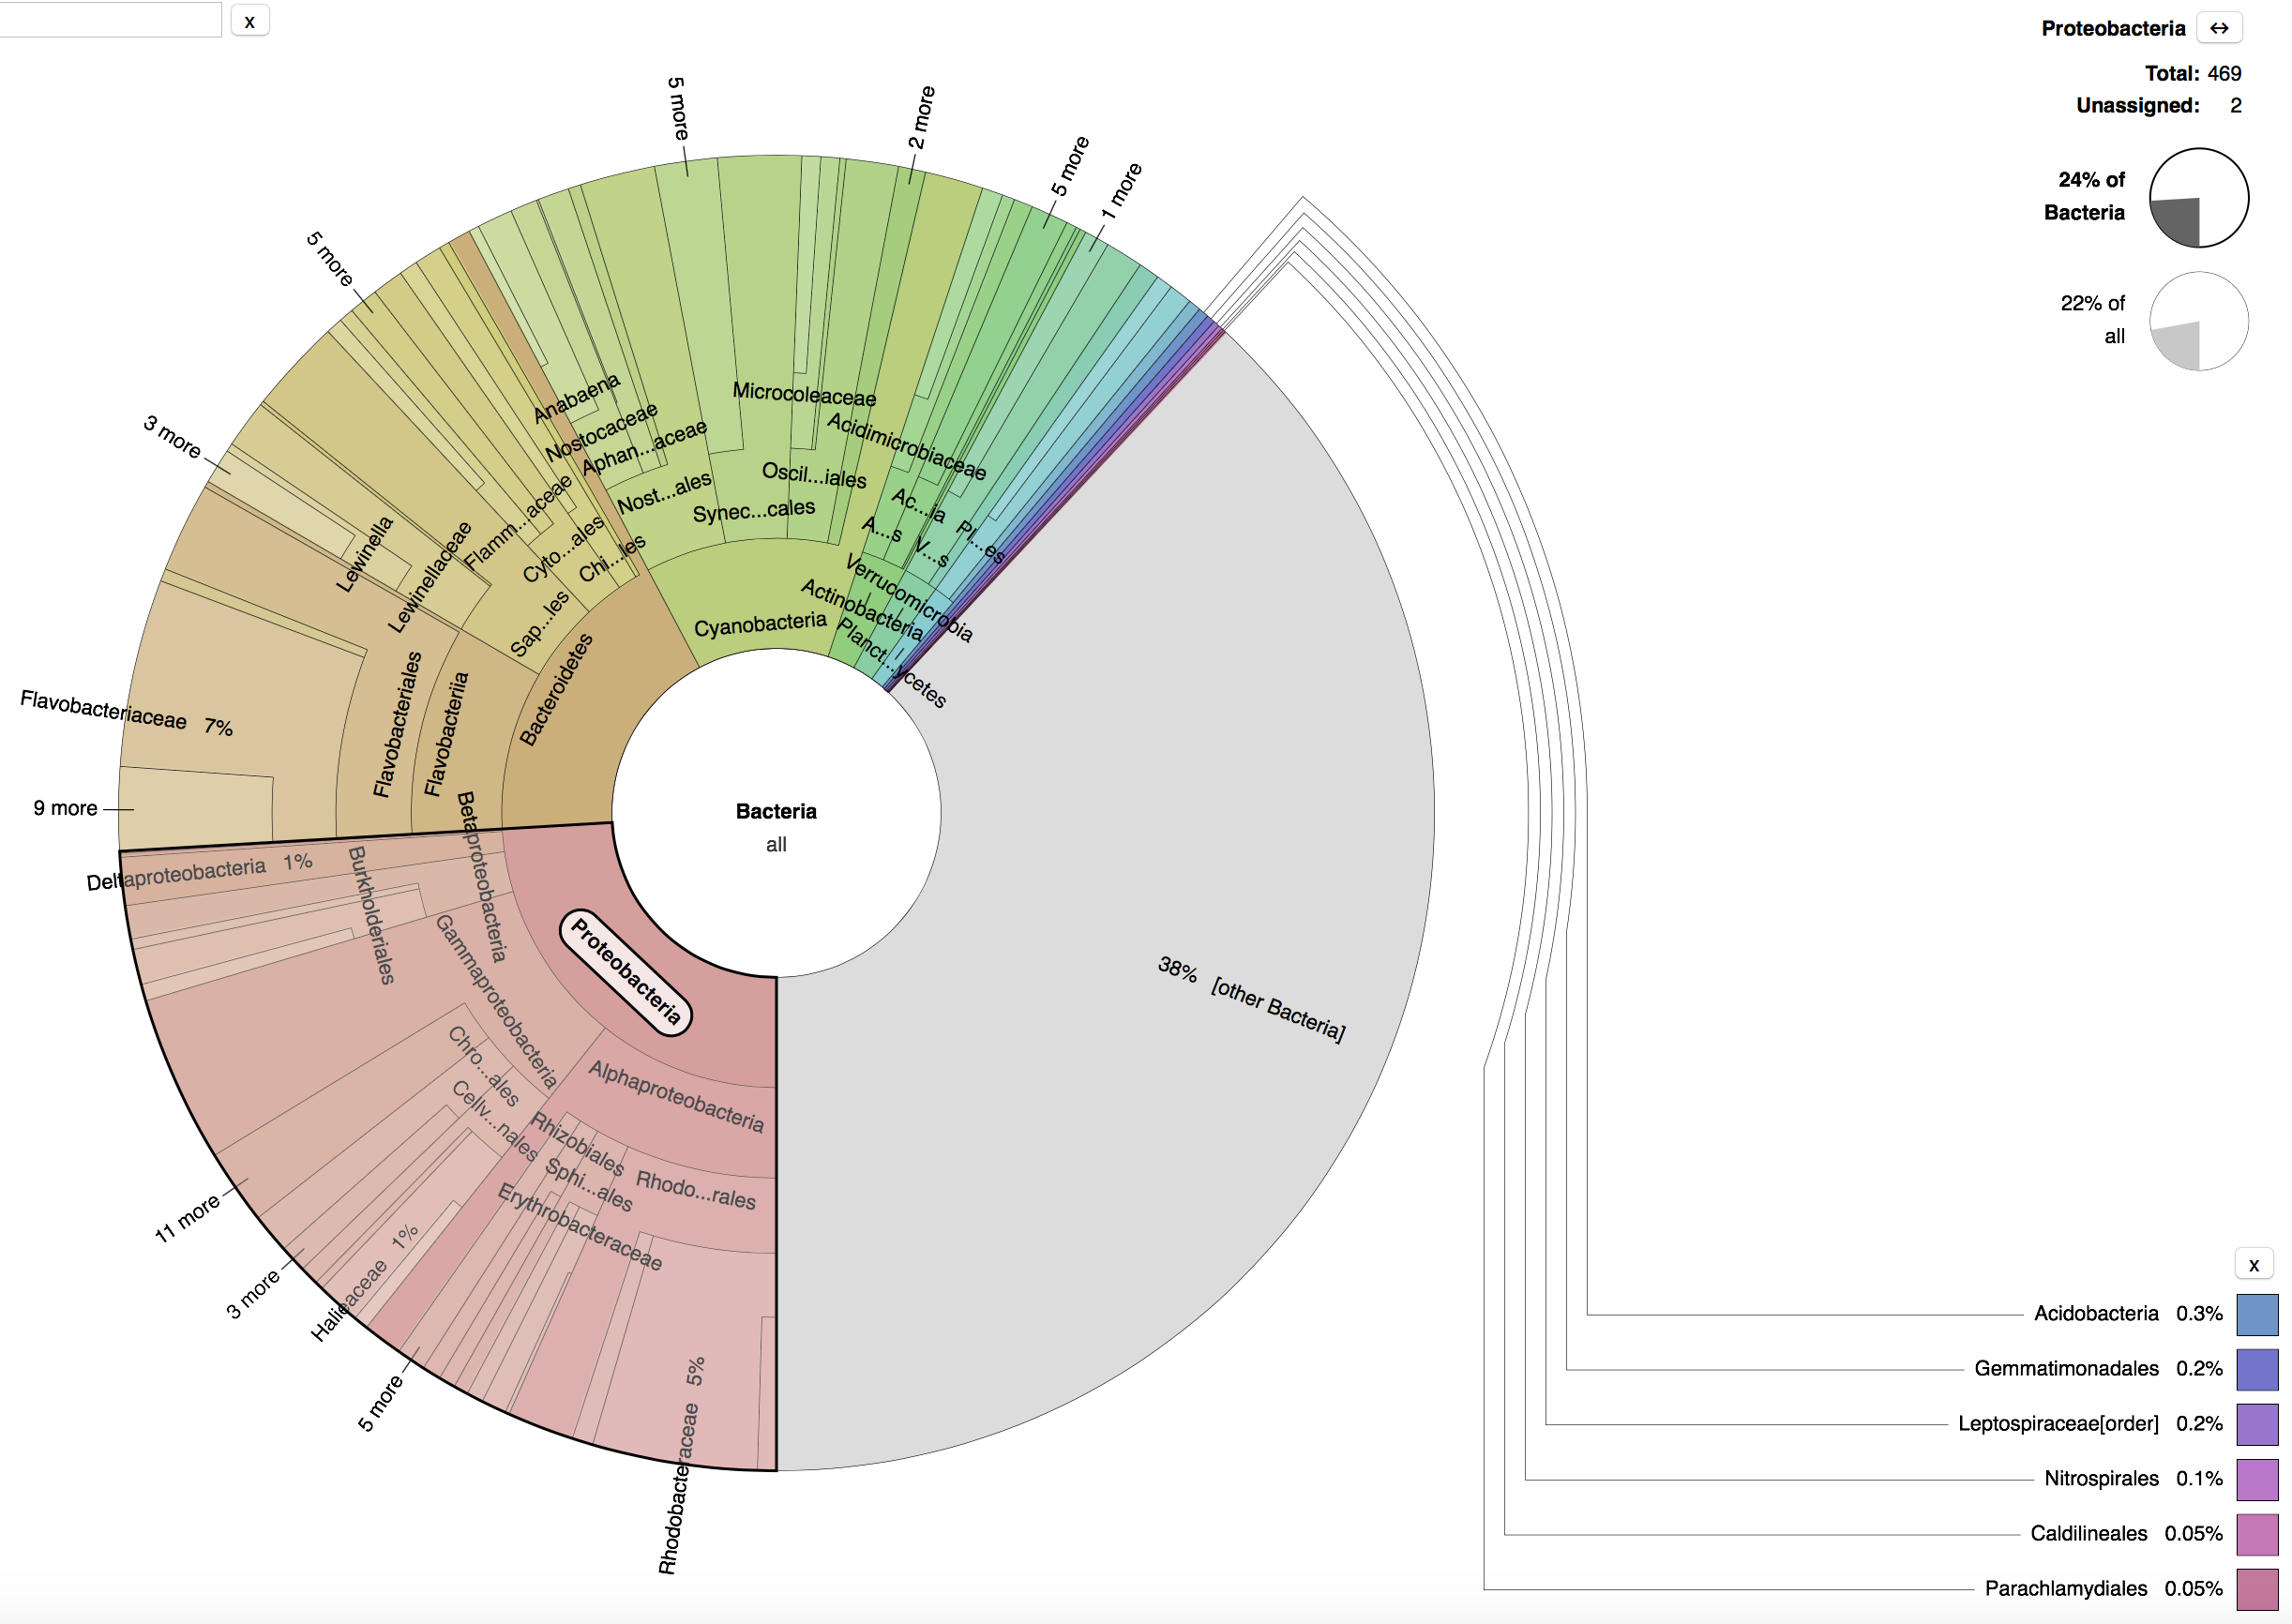 x
Proteobacteria ↔
Total: 469
Unassigned: 2
24% of
Bacteria
22% of
all
5 more
2 more
5 more
1 more
5 more
3 more
Anabaena
Nostocaceae
Aphan...aceae
Nost...ales
Microcoleaceae
Oscil...iales
Synec...cales
Acidimicrobiaceae
Ac...ia
A...s
V...s
Pl...es
Verrucomicrobia
Actinobacteria
Planct...ycetes
Cyanobacteria
Flamm...aceae
Cyto...ales
Chi...les
Lewinella
Lewinellaceae
Sap...les
Bacteroidetes
Flavobacteriales
Flavobacteriia
Flavobacteriaceae 7%
9 more
Bacteria
all
Deltaproteobacteria 1%
Burkholderiales
Betaproteobacteria
Gammaproteobacteria
Proteobacteria
Chro...ales
Cellv...nales
Alphaproteobacteria
Rhizobiales
Sphi...ales
Rhodo...rales
Erythrobacteraceae
11 more
3 more
Halieaceae 1%
5 more
Rhodobacteraceae 5%
38% [other Bacteria]
x
Acidobacteria 0.3%
Gemmatimonadales 0.2%
Leptospiraceae[order] 0.2%
Nitrospirales 0.1%
Caldilineales 0.05%
Parachlamydiales 0.05%